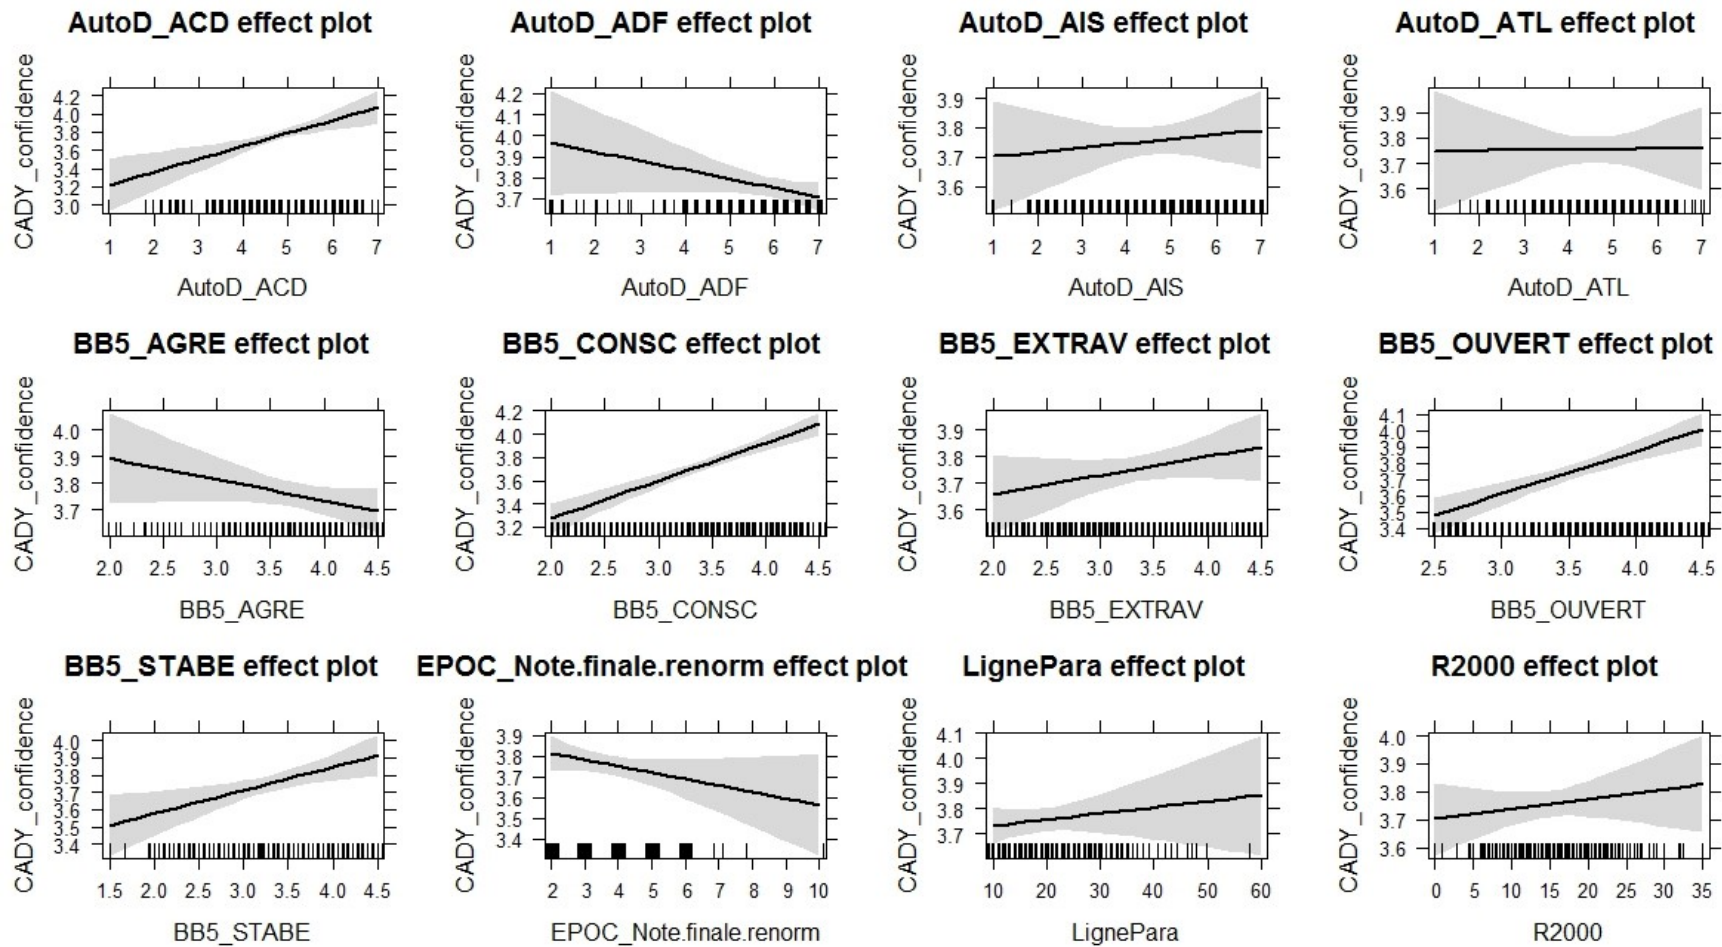 AutoD_ACD effect plot
CADY_confidence
4.2
4.0
3.8
3.6
3.4
3.2
3.0
1 2 3 4 5 6 7
AutoD_ACD
AutoD_ADF effect plot
CADY_confidence
4.2
4.1
4.0
3.9
3.8
3.7
1 2 3 4 5 6 7
AutoD_ADF
AutoD_AIS effect plot
CADY_confidence
3.9
3.8
3.7
3.6
1 2 3 4 5 6 7
AutoD_AIS
AutoD_ATL effect plot
CADY_confidence
3.9
3.8
3.7
3.6
1 2 3 4 5 6 7
AutoD_ATL
BB5_AGRE effect plot
CADY_confidence
4.0
3.9
3.8
3.7
2.0 2.5 3.0 3.5 4.0 4.5
BB5_AGRE
BB5_CONSC effect plot
CADY_confidence
4.2
4.0
3.8
3.6
3.4
3.2
2.0 2.5 3.0 3.5 4.0 4.5
BB5_CONSC
BB5_EXTRAV effect plot
CADY_confidence
3.9
3.8
3.7
3.6
2.0 2.5 3.0 3.5 4.0 4.5
BB5_EXTRAV
BB5_OUVERT effect plot
CADY_confidence
4.1
4.0
3.9
3.8
3.7
3.6
3.5
3.4
2.5 3.0 3.5 4.0 4.5
BB5_OUVERT
BB5_STABE effect plot
CADY_confidence
4.0
3.9
3.8
3.7
3.6
3.5
3.4
1.5 2.0 2.5 3.0 3.5 4.0 4.5
BB5_STABE
EPOC_Note.finale.renorm effect plot
CADY_confidence
3.9
3.8
3.7
3.6
3.5
3.4
2 3 4 5 6 7 8 9 10
EPOC_Note.finale.renorm
LignePara effect plot
CADY_confidence
4.1
4.0
3.9
3.8
3.7
10 20 30 40 50 60
LignePara
R2000 effect plot
CADY_confidence
4.0
3.9
3.8
3.7
3.6
0 5 10 15 20 25 30 35
R2000